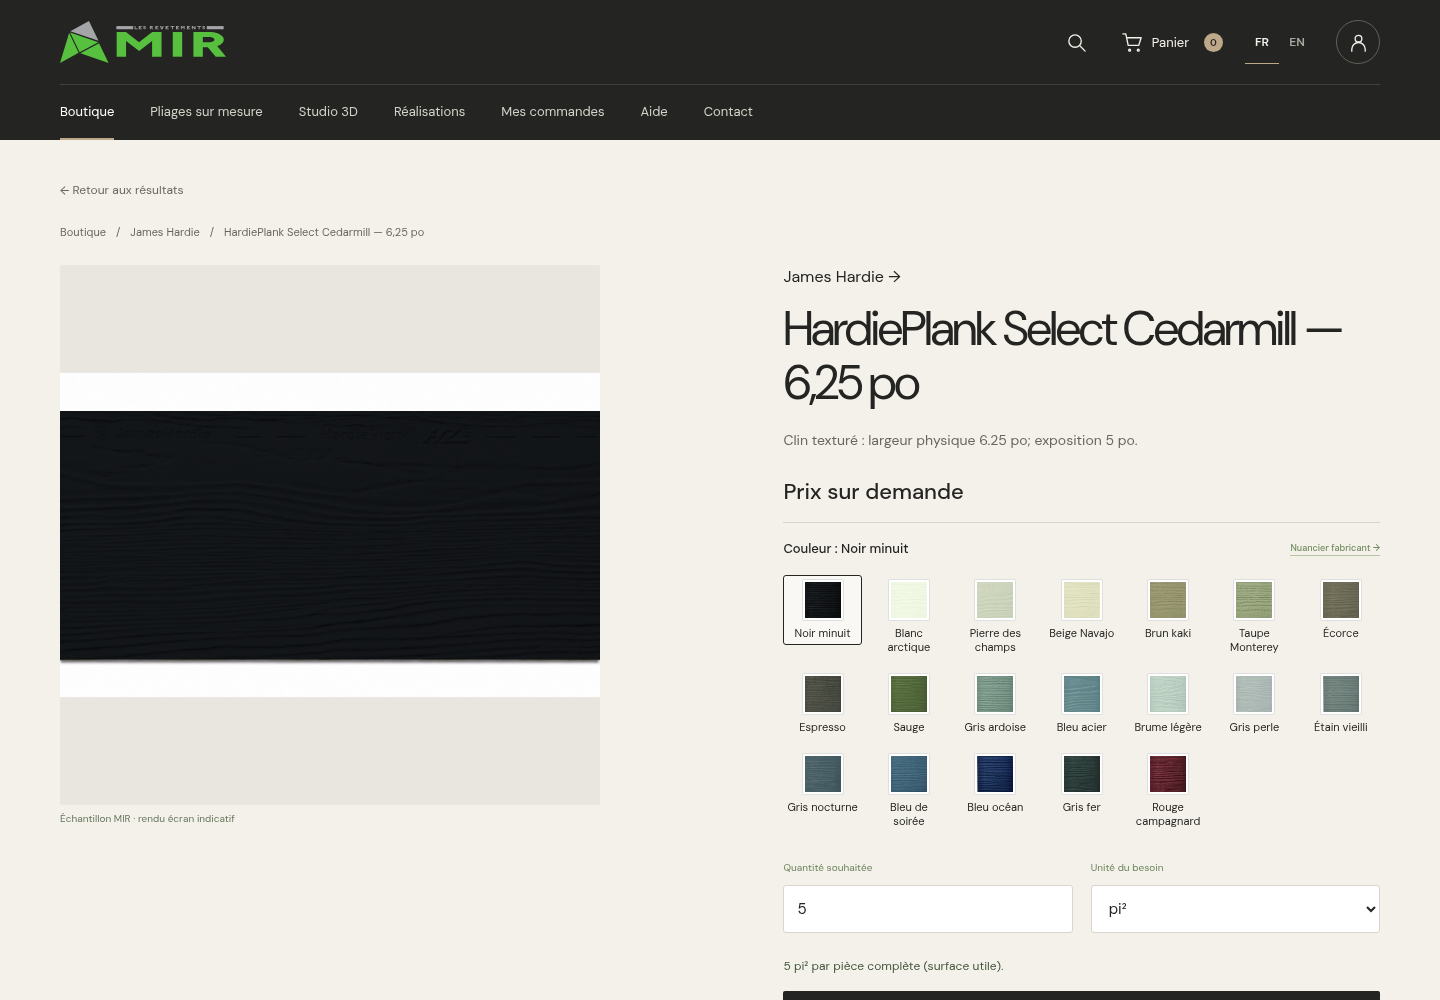 LES REVETEMENTS
MIR
Panier 0 FR EN
Boutique Pliages sur mesure Studio 3D Réalisations Mes commandes Aide Contact
← Retour aux résultats
Boutique / James Hardie / HardiePlank Select Cedarmill — 6,25 po
James Hardie →
HardiePlank Select Cedarmill —
6,25 po
Clin texturé : largeur physique 6.25 po; exposition 5 po.
Prix sur demande
Couleur : Noir minuit Nuancier fabricant →
Noir minuit
Blanc
arctique
Pierre des
champs
Beige Navajo
Brun kaki
Taupe
Monterey
Écorce
Espresso
Sauge
Gris ardoise
Bleu acier
Brume légère
Gris perle
Étain vieilli
Gris nocturne
Bleu de
soirée
Bleu océan
Gris fer
Rouge
campagnard
Échantillon MIR · rendu écran indicatif
Quantité souhaitée Unité du besoin
5 pi²
5 pi² par pièce complète (surface utile).